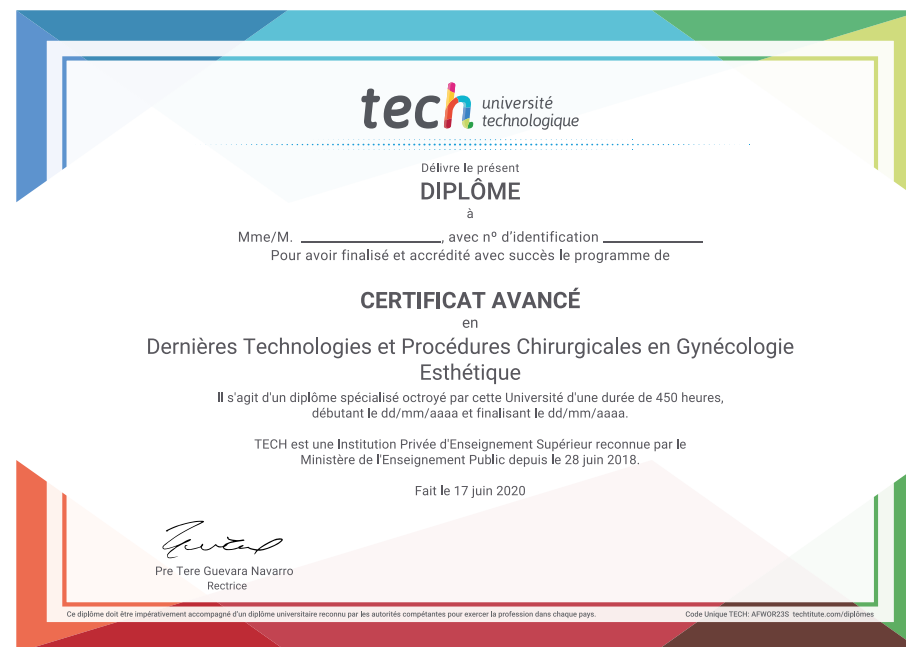 tech université
technologique
Délivre le présent
DIPLÔME
à
Mme/M. ____________________, avec nº d'identification ______________
Pour avoir finalisé et accrédité avec succès le programme de
CERTIFICAT AVANCÉ
en
Dernières Technologies et Procédures Chirurgicales en Gynécologie
Esthétique
Il s'agit d'un diplôme spécialisé octroyé par cette Université d'une durée de 450 heures,
débutant le dd/mm/aaaa et finalisant le dd/mm/aaaa.
TECH est une Institution Privée d'Enseignement Supérieur reconnue par le
Ministère de l'Enseignement Public depuis le 28 juin 2018.
Fait le 17 juin 2020
Pre Tere Guevara Navarro
Rectrice
Ce diplôme doit être impérativement accompagné d'un diplôme universitaire reconnu par les autorités compétantes pour exercer la profession dans chaque pays.
Code Unique TECH: AFWOR23S techtitute.com/diplômes